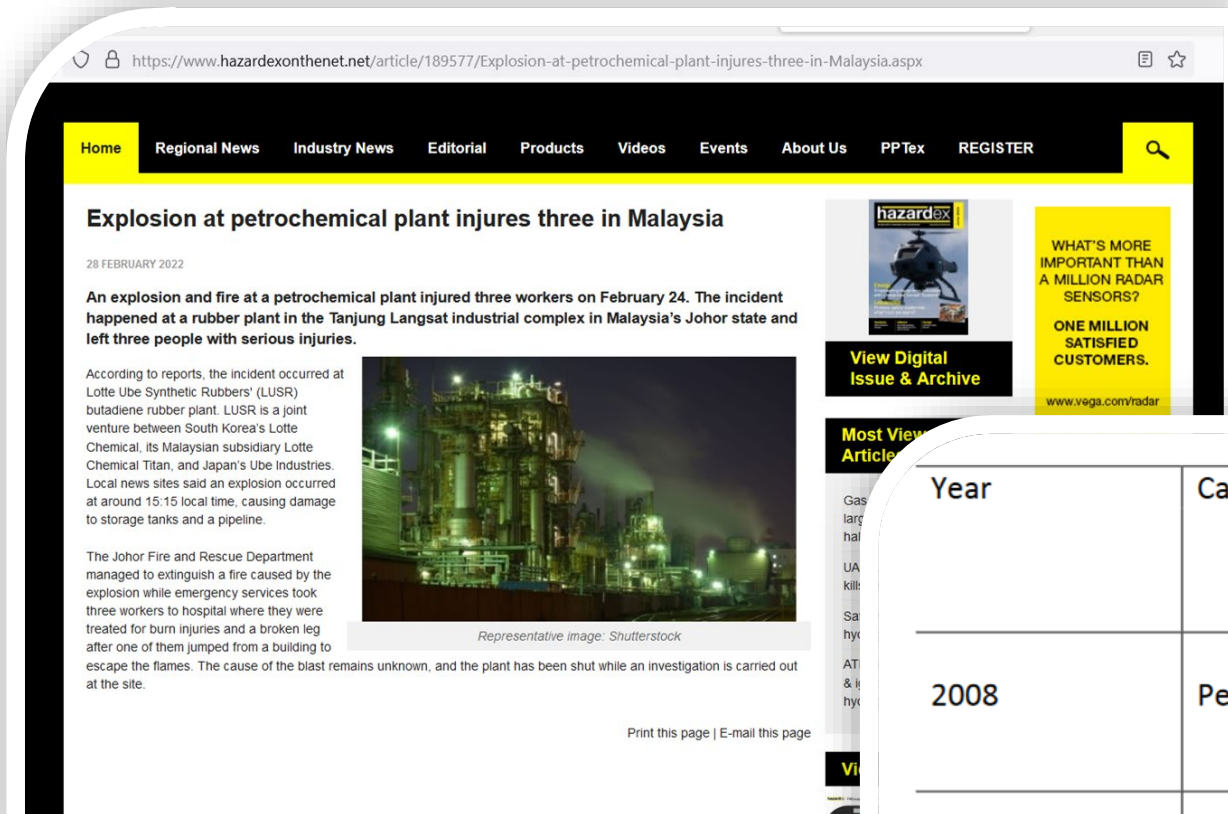 https://www.hazardexonthenet.net/article/189577/Explosion-at-petrochemical-plant-injures-three-in-Malaysia.aspx
Home Regional News Industry News Editorial Products Videos Events About Us PPTex REGISTER
Explosion at petrochemical plant injures three in Malaysia
28 FEBRUARY 2022
An explosion and fire at a petrochemical plant injured three workers on February 24. The incident
happened at a rubber plant in the Tanjung Langsat industrial complex in Malaysia's Johor state and
left three people with serious injuries.
According to reports, the incident occurred at
Lotte Ube Synthetic Rubbers' (LUSR)
butadiene rubber plant. LUSR is a joint
venture between South Korea's Lotte
Chemical, its Malaysian subsidiary Lotte
Chemical Titan, and Japan's Ube Industries.
Local news sites said an explosion occurred
at around 15:15 local time, causing damage
to storage tanks and a pipeline.
The Johor Fire and Rescue Department
managed to extinguish a fire caused by the
explosion while emergency services took
three workers to hospital where they were
treated for burn injuries and a broken leg
after one of them jumped from a building to
escape the flames. The cause of the blast remains unknown, and the plant has been shut while an investigation is carried out
at the site.
Representative image: Shutterstock
Print this page | E-mail this page
hazardex
View Digital
Issue & Archive
Most View
Article
Gas
larg
hal
UA
kill
Sa
hyd
AT
& i
hyd
Vi
WHAT'S MORE
IMPORTANT THAN
A MILLION RADAR
SENSORS?
ONE MILLION
SATISFIED
CUSTOMERS.
www.vega.com/radar
Year Ca
2008 Pe